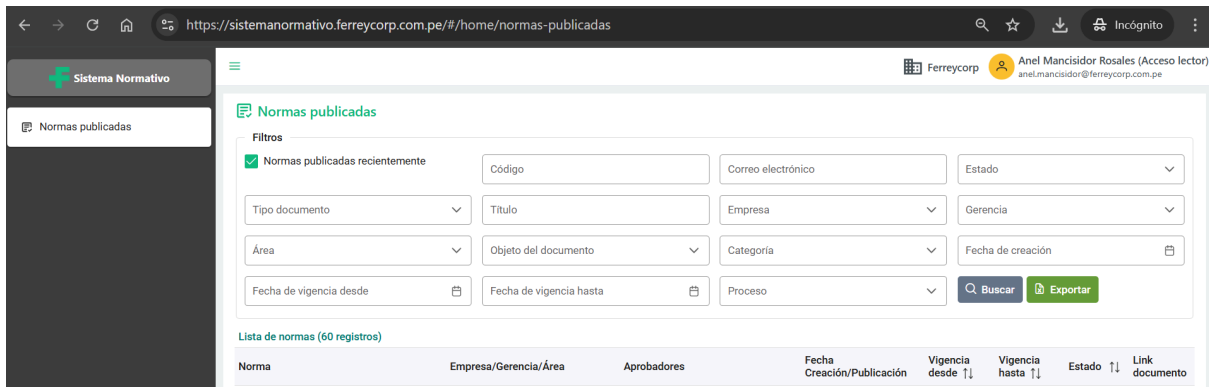 https://sistemanormativo.ferreycorp.com.pe/#/home/normas-publicadas
Incógnito
Sistema Normativo
Ferreycorp
Anel Mancisidor Rosales (Acceso lector)
anel.mancisidor@ferreycorp.com.pe
Normas publicadas
Normas publicadas
Filtros
Normas publicadas recientemente
Código
Correo electrónico
Estado
Tipo documento
Título
Empresa
Gerencia
Área
Objeto del documento
Categoría
Fecha de creación
Fecha de vigencia desde
Fecha de vigencia hasta
Proceso
Buscar
Exportar
Lista de normas (60 registros)
Norma
Empresa/Gerencia/Área
Aprobadores
Fecha
Creación/Publicación
Vigencia
desde
Vigencia
hasta
Estado
Link
documento